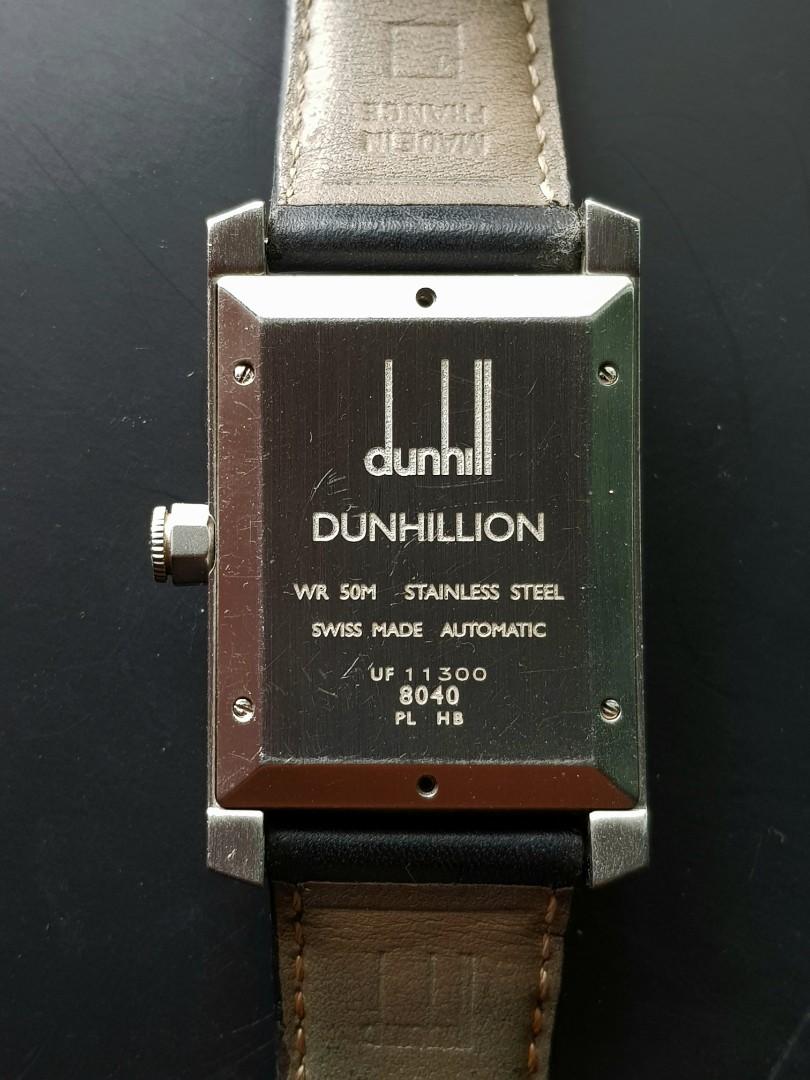 MADE IN
FRANCE
dunhill
DUNHILLION
WR 50M STAINLESS STEEL
SWISS MADE AUTOMATIC
UF 11300
8040
PL HB